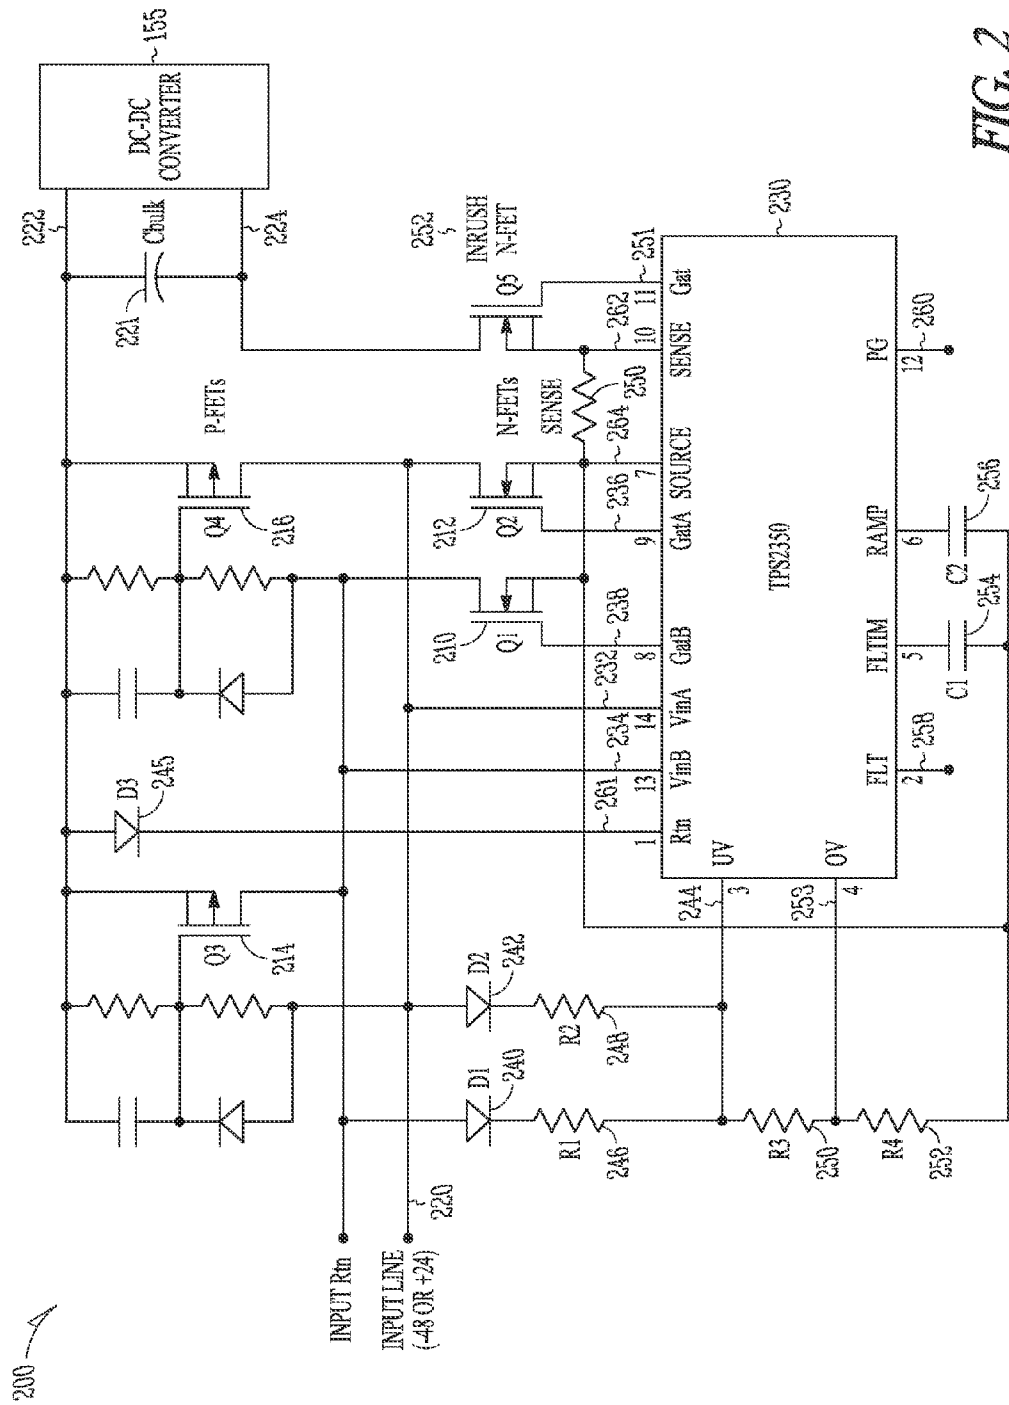 200
FIG. 2
155
DC-DC
CONVERTER
222
224
Cbulk
221
252
INRUSH
N-FET
Q5
251
262
230
P-FETs
Q4
216
N-FETs
SENSE
250
264
212
Q2
236
210
Q1
238
232
234
261
D3
245
Q3
214
11
Gat
10
SENSE
7
SOURCE
9
GatA
8
GatB
14
VinA
13
VinB
1
Rtn
TPS2350
UV
3
244
OV
4
253
PG
12
260
RAMP
6
C2
256
FLTIM
5
C1
254
FLT
2
258
D2
242
R2
248
D1
240
R1
246
R3
250
R4
252
INPUT Rtn
INPUT LINE
(-48 OR +24)
220